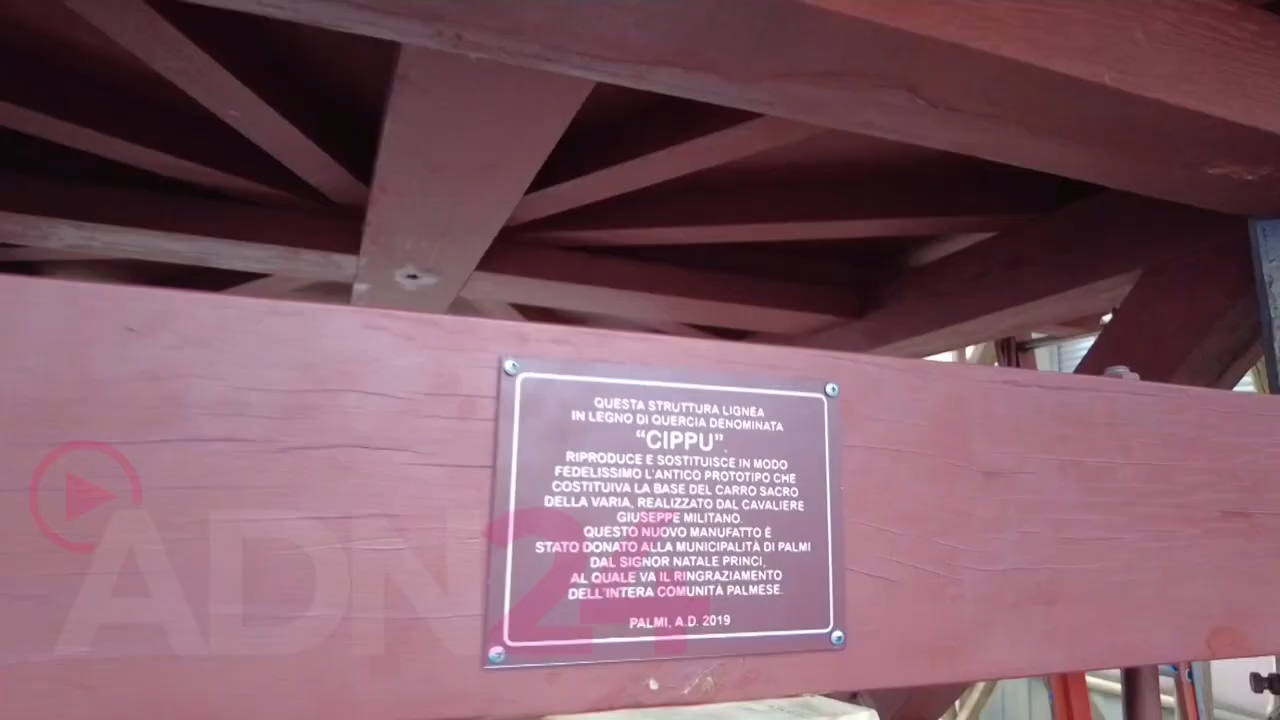 QUESTA STRUTTURA LIGNEA
IN LEGNO DI QUERCIA DENOMINATA
“CIPPU”
RIPRODUCE E SOSTITUISCE IN MODO
FEDELISSIMO L'ANTICO PROTOTIPO CHE
COSTITUIVA LA BASE DEL CARRO SACRO
DELLA VARIA, REALIZZATO DAL CAVALIERE
GIUSEPPE MILITANO.
QUESTO NUOVO MANUFATTO È
STATO DONATO ALLA MUNICIPALITÀ DI PALMI
DAL SIGNOR NATALE PRINCI,
AL QUALE VA IL RINGRAZIAMENTO
DELL'INTERA COMUNITÀ PALMESE.
PALMI, A.D. 2019
ADN24